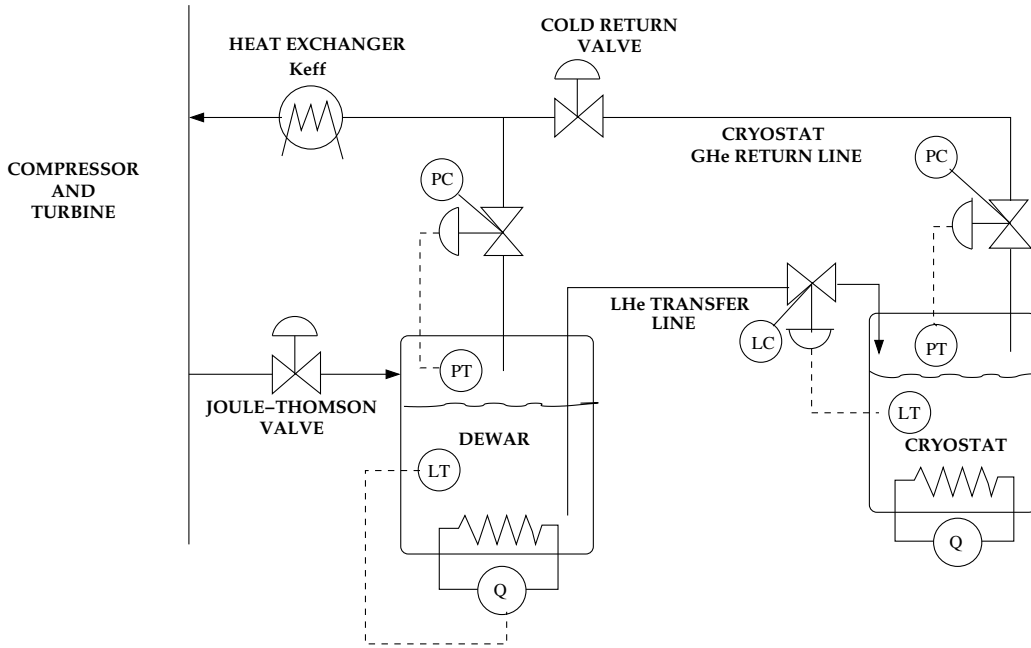 COLD RETURN
VALVE
HEAT EXCHANGER
Keff
CRYOSTAT
GHe RETURN LINE
COMPRESSOR
AND
TURBINE
PC
PC
LHe TRANSFER
LINE
LC
PT
PT
JOULE–THOMSON
VALVE
LT
DEWAR
CRYOSTAT
LT
Q
Q